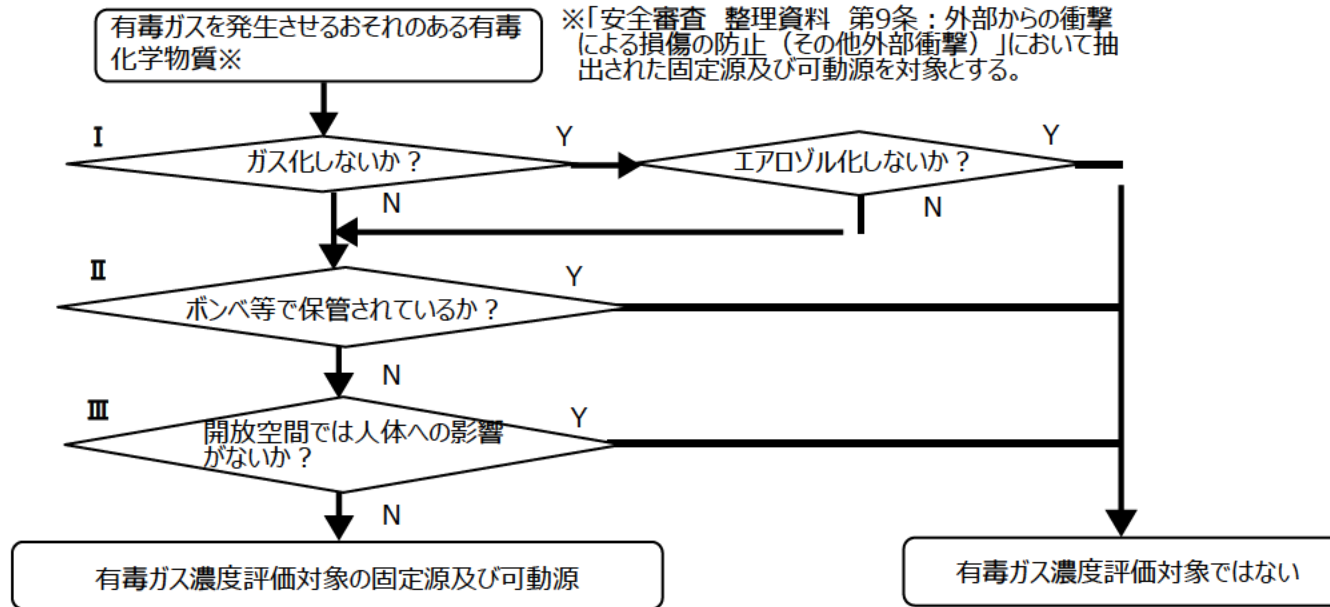 有毒ガスを発生させるおそれのある有毒
化学物質※
※「安全審査 整理資料 第9条：外部からの衝撃
による損傷の防止（その他外部衝撃）」において抽
出された固定源及び可動源を対象とする。
Ⅰ
ガス化しないか？
Y
エアロゾル化しないか？
Y
N
N
Ⅱ
ボンベ等で保管されているか？
Y
N
Ⅲ
開放空間では人体への影響
がないか？
Y
N
有毒ガス濃度評価対象の固定源及び可動源
有毒ガス濃度評価対象ではない